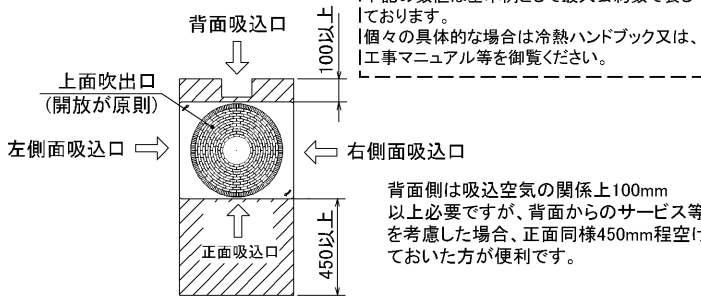 ております。
個々の具体的な場合は冷熱ハンドブック又は、
工事マニュアル等を御覧ください。
背面吸込口
100以上
上面吹出口
(開放が原則)
左側面吸込口
右側面吸込口
正面吸込口
450以上
背面側は吸込空気の関係上100mm
以上必要ですが、背面からのサービス等
を考慮した場合、正面同様450mm程空け
ておいた方が便利です。